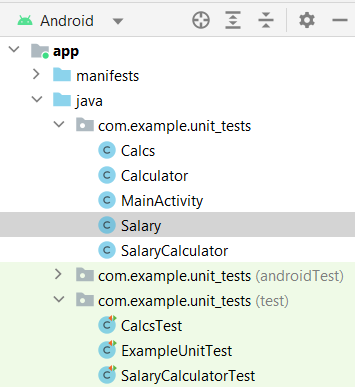 Android
app
manifests
java
com.example.unit_tests
Calcs
Calculator
MainActivity
Salary
SalaryCalculator
com.example.unit_tests (androidTest)
com.example.unit_tests (test)
CalcsTest
ExampleUnitTest
SalaryCalculatorTest